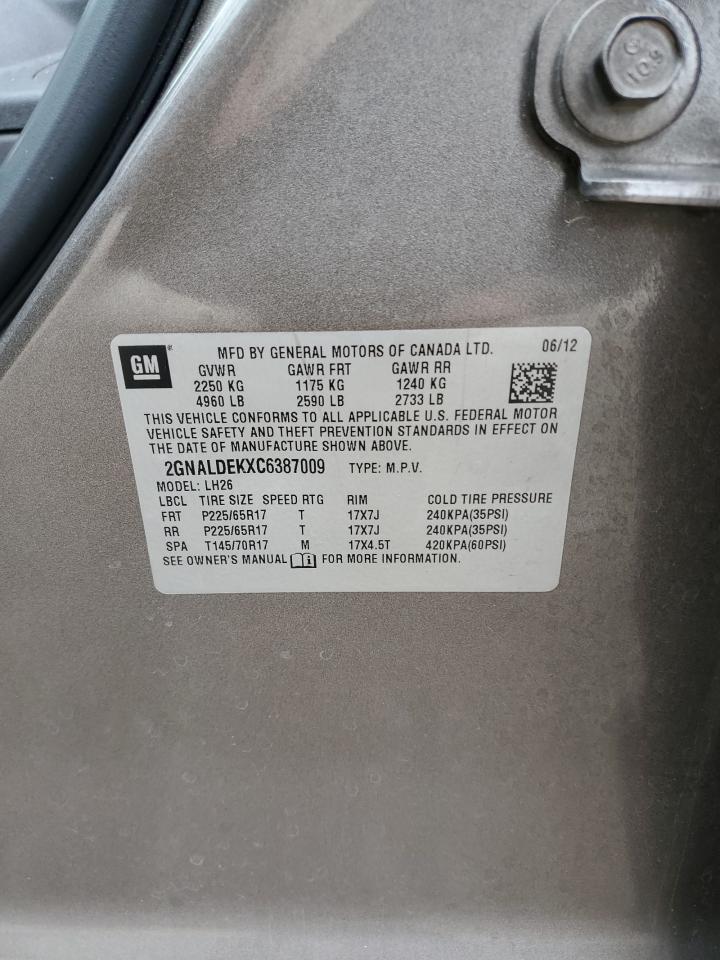 G
10.9
GM
MFD BY GENERAL MOTORS OF CANADA LTD. 06/12
GVWR GAWR FRT GAWR RR
2250 KG 1175 KG 1240 KG
4960 LB 2590 LB 2733 LB
THIS VEHICLE CONFORMS TO ALL APPLICABLE U.S. FEDERAL MOTOR
VEHICLE SAFETY AND THEFT PREVENTION STANDARDS IN EFFECT ON
THE DATE OF MANUFACTURE SHOWN ABOVE.
2GNALDEKXC6387009 TYPE: M.P.V.
MODEL: LH26
LBCL TIRE SIZE SPEED RTG RIM COLD TIRE PRESSURE
FRT P225/65R17 T 17X7J 240KPA(35PSI)
RR P225/65R17 T 17X7J 240KPA(35PSI)
SPA T145/70R17 M 17X4.5T 420KPA(60PSI)
SEE OWNER'S MANUAL i FOR MORE INFORMATION.